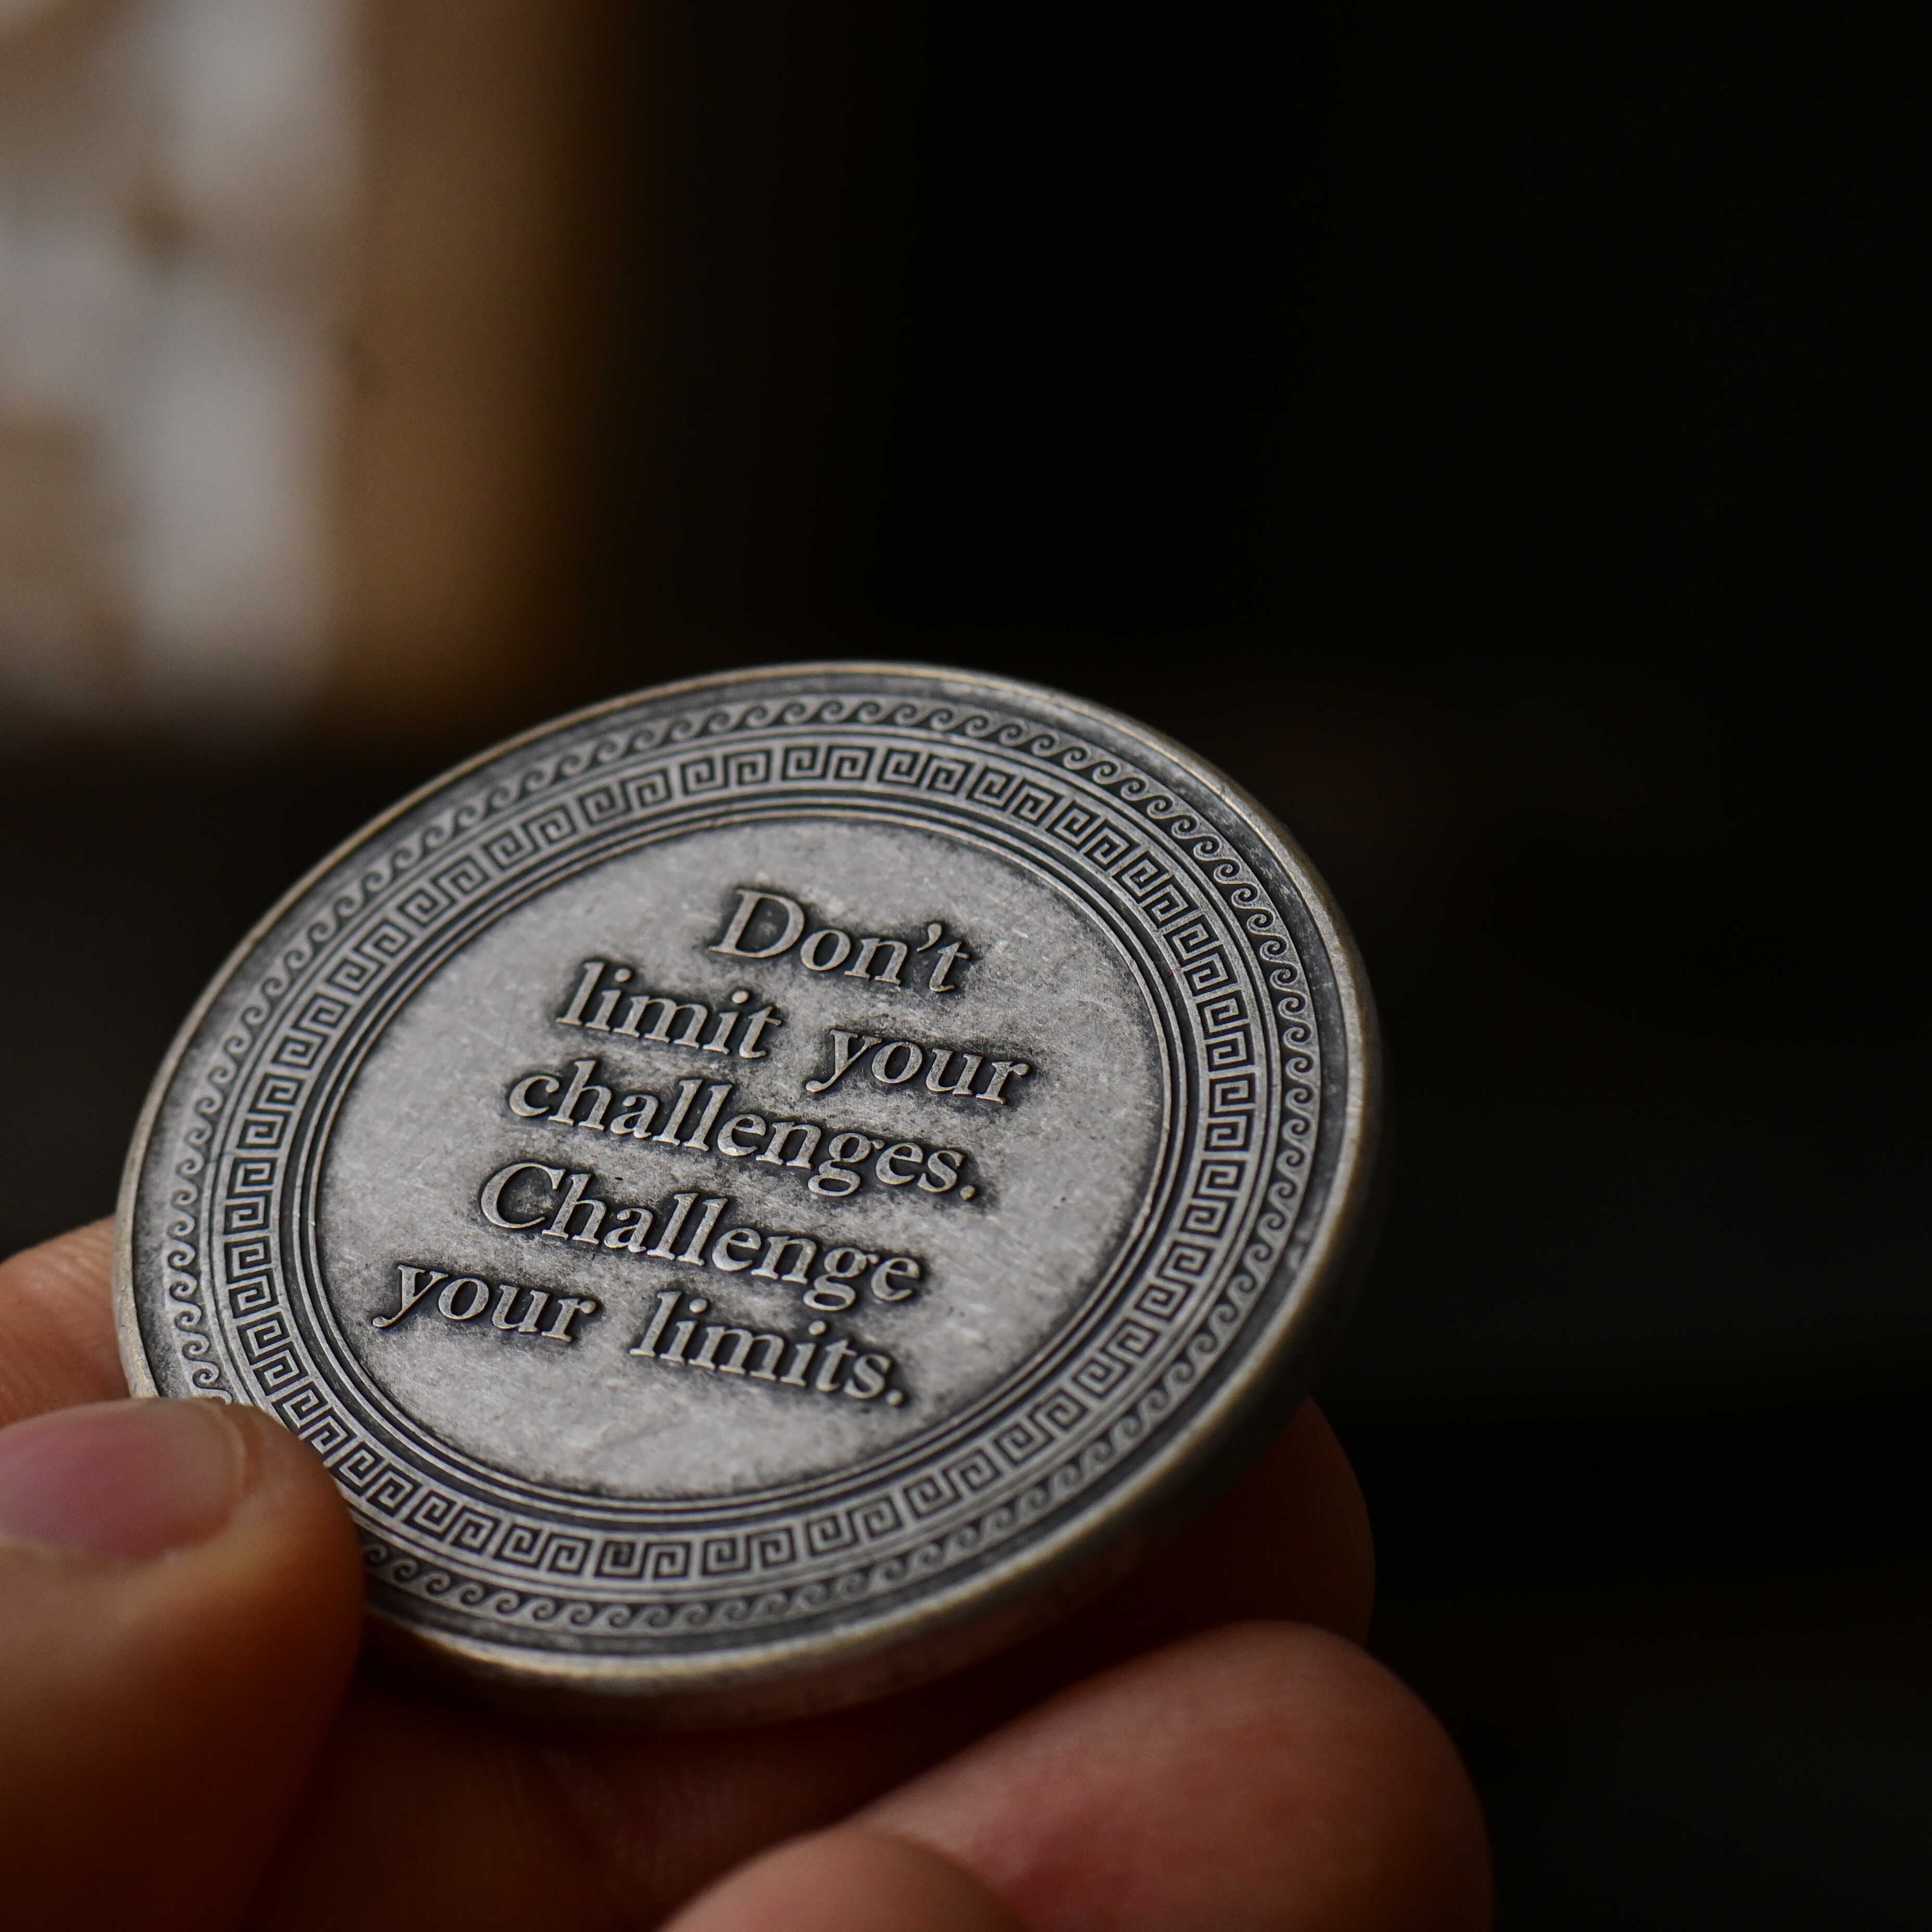 Don't
limit your
challenges.
Challenge
your limits.